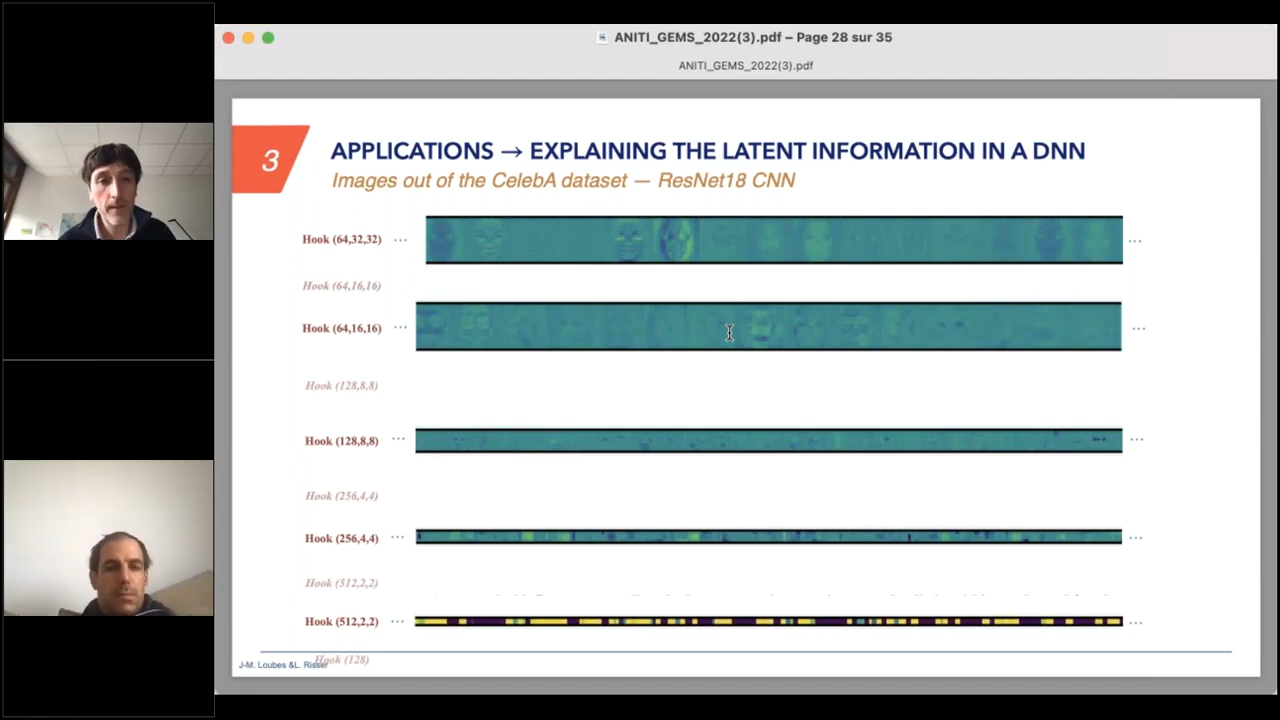 ANITI_GEMS_2022(3).pdf – Page 28 sur 35
ANITI_GEMS_2022(3).pdf
3
APPLICATIONS → EXPLAINING THE LATENT INFORMATION IN A DNN
Images out of the CelebA dataset — ResNet18 CNN
Hook (64,32,32) ... ...
Hook (64,16,16)
Hook (64,16,16) ... ...
Hook (128,8,8)
Hook (128,8,8) ... ...
Hook (256,4,4)
Hook (256,4,4) ... ...
Hook (512,2,2)
Hook (512,2,2) ... ...
Hook (128)
J-M. Loubes &L. Risser